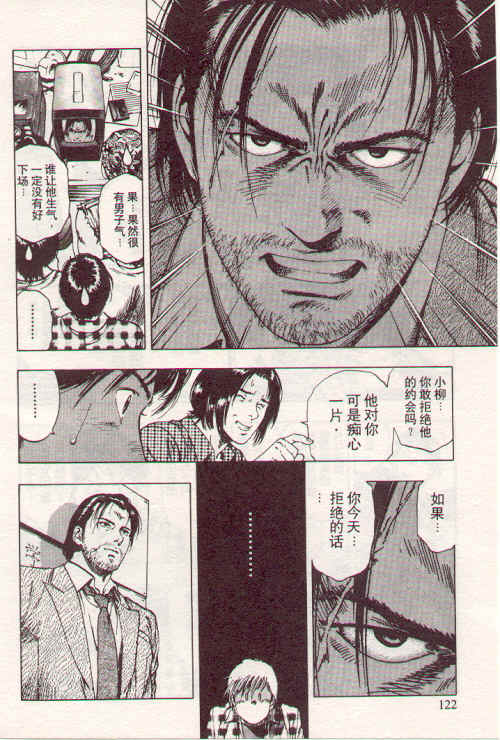 果…果然很
有男子气…
谁让他生气，
一定没有好
下场…
………
小柳…
你敢拒绝他
的约会吗？
他对你
可是痴心
一片．
………
如果…
你今天…
拒绝的话
…
…………
122